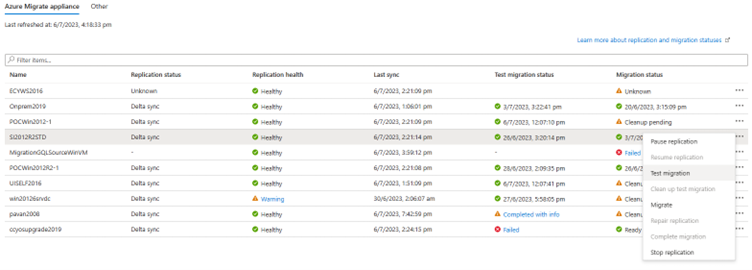 Azure Migrate appliance Other
Last refreshed at: 6/7/2023, 4:18:33 pm
Learn more about replication and migration statuses
Filter items...
Name Replication status Replication health Last sync Test migration status Migration status
ECYWS2016 Unknown Healthy 6/7/2023, 2:21:09 pm Unknown
Onprem2019 Delta sync Healthy 6/7/2023, 1:06:01 pm 3/7/2023, 3:22:41 pm 20/6/2023, 3:15:09 pm
POCWin2012-1 Delta sync Healthy 6/7/2023, 2:21:09 pm 6/7/2023, 12:07:10 pm Cleanup pending
SI2012R2STD Delta sync Healthy 6/7/2023, 2:21:14 pm 26/6/2023, 3:20:14 pm
MigrationGQLSourceWinVM - Healthy 6/7/2023, 3:59:12 pm - Failed
POCWin2012R2-1 Delta sync Healthy 6/7/2023, 2:21:08 pm 28/6/2023, 2:09:35 pm
UISELF2016 Delta sync Healthy 6/7/2023, 1:51:09 pm 6/7/2023, 12:07:41 pm
Delta sync Warning 30/6/2023, 2:06:07 am 27/6/2023, 5:58:05 pm
pavan2008 Delta sync Healthy 6/7/2023, 7:42:59 pm Completed with info
ecyosupgrade2019 Delta sync Healthy 6/7/2023, 2:24:15 pm Failed Ready
Pause replication
Resume replication
Test migration
Clean up test migration
Migrate
Repair replication
Complete migration
Stop replication